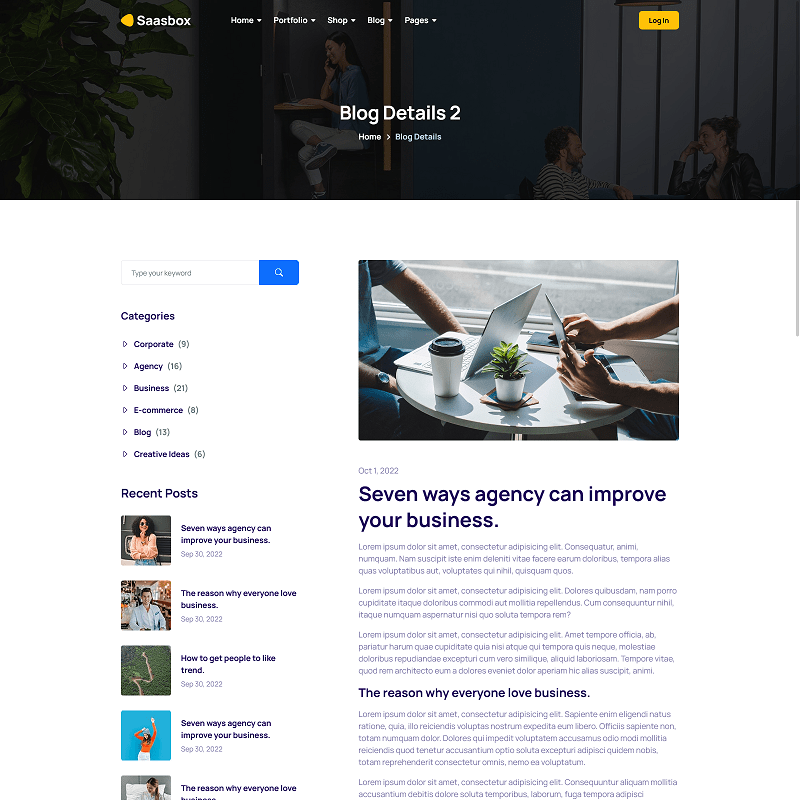 Saasbox
Home
Portfolio
Shop
Blog
Pages
Log In
Blog Details 2
Home
Blog Details
Type your keyword
Categories
Corporate (9)
Agency (16)
Business (21)
E-commerce (8)
Blog (13)
Creative Ideas (6)
Recent Posts
Seven ways agency can
improve your business.
Sep 30, 2022
The reason why everyone love
business.
Sep 30, 2022
How to get people to like
trend.
Sep 30, 2022
Seven ways agency can
improve your business.
Sep 30, 2022
The reason why everyone love
business.
Oct 1, 2022
Seven ways agency can improve
your business.
Lorem ipsum dolor sit amet, consectetur adipisicing elit. Consequatur, animi,
numquam. Nam suscipit iste enim deleniti vitae facere earum doloribus, tempora alias
quas voluptatibus aut, voluptates qui nihil, quisquam quos.
Lorem ipsum dolor sit amet, consectetur adipisicing elit. Dolores quibusdam, nam porro
cupiditate itaque doloribus commodi aut mollitia repellendus. Cum consequuntur nihil,
itaque numquam aspernatur nisi quo soluta tempora rem?
Lorem ipsum dolor sit amet, consectetur adipisicing elit. Amet tempore officia, ab,
pariatur harum quae cupiditate quia nisi atque qui tempora quis neque, molestiae
doloribus repudiandae excepturi cum vero similique, aliquid laboriosam. Tempore vitae,
quod rem architecto eum a dolores eveniet dolor aperiam hic alias suscipit, animi.
The reason why everyone love business.
Lorem ipsum dolor sit amet, consectetur adipisicing elit. Sapiente enim eligendi natus
ratione, quia, illo reiciendis voluptas nostrum expedita eum libero. Officiis sapiente non,
totam numquam dolor. Dolores qui impedit voluptatem accusamus odio modi mollitia
reiciendis quod tenetur accusantium optio soluta excepturi adipisci quidem nobis,
totam reprehenderit consectetur omnis, nemo ea voluptatum.
Lorem ipsum dolor sit amet, consectetur adipisicing elit. Consequuntur aliquam mollitia
accusantium debitis dolore soluta temporibus, laborum, fuga tempora adipisci